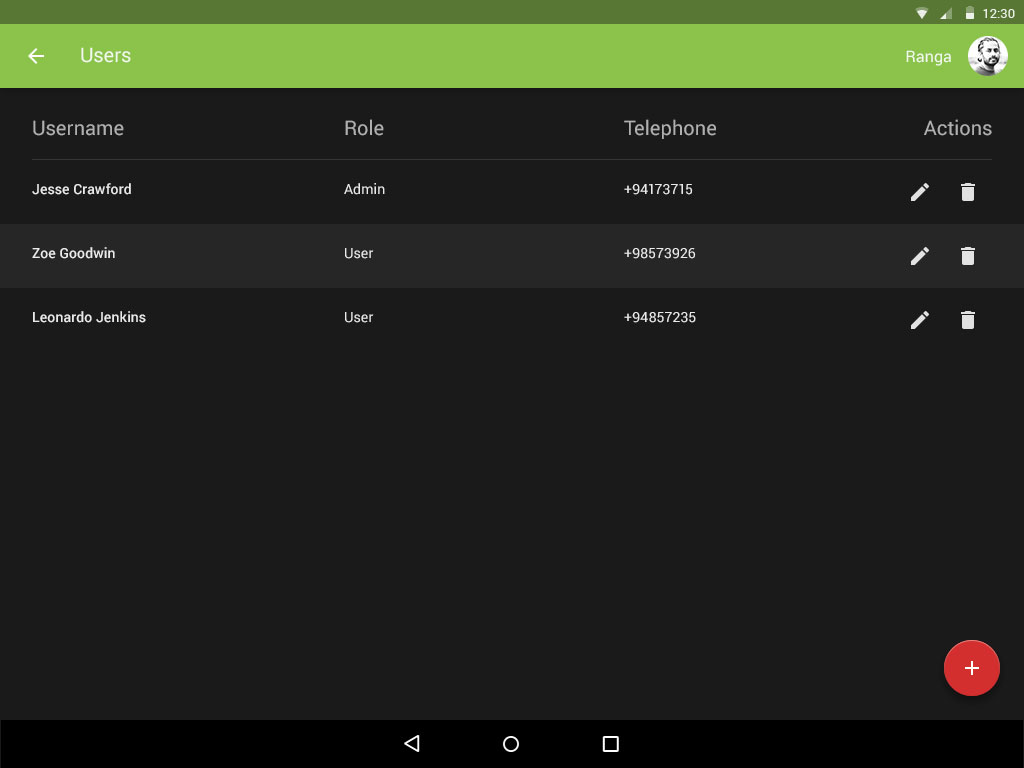 12:30
Users Ranga
Username Role Telephone Actions
Jesse Crawford Admin +94173715
Zoe Goodwin User +98573926
Leonardo Jenkins User +94857235